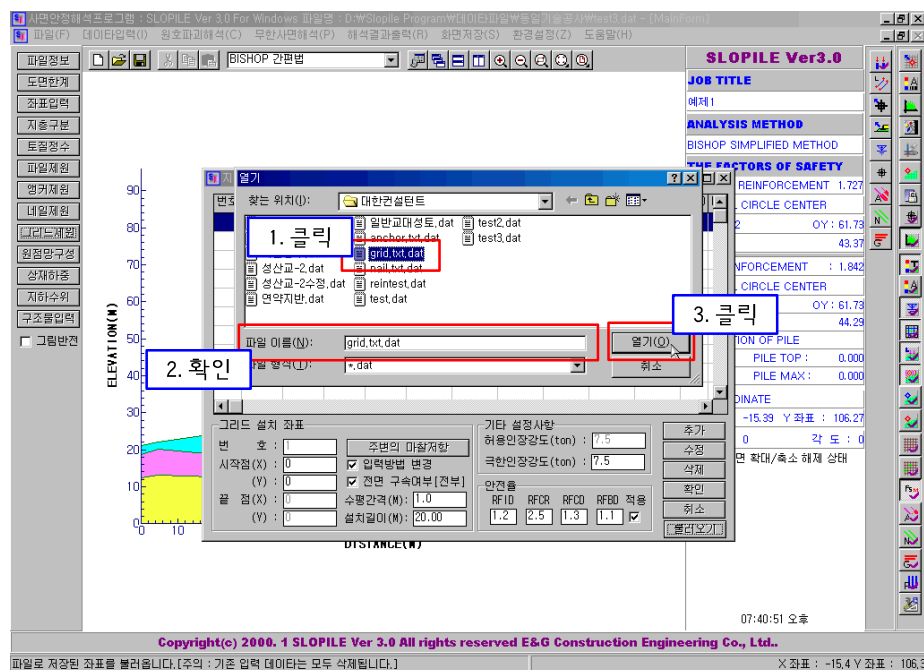 사면안정해석프로그램 : SLOPILE Ver 3.0 For Windows 파일명 : D:\Slopile Program\데이타파일\동일기술공사\test3.dat - [MainForm]
파일(F) 데이타입력(I) 원호파괴해석(C) 무한사면해석(P) 해석결과출력(R) 화면저장(S) 환경설정(Z) 도움말(H)
BISHOP 간편법
파일정보
도면한계
좌표입력
지층구분
토질정수
파일제원
앵커제원
네일제원
그리드제원
원점망구성
상재하중
지하수위
구조물입력
그림반전
ELEVATION(M)
90
80
70
60
50
40
30
20
10
0
0 10
DISTANCE(M)
번호
열기
찾는 위치(I): 대한컨설턴트
일반교대성토.dat
test2.dat
anchor.txt.dat
test3.dat
grid.txt.dat
성산교-2.dat
nail.txt.dat
성산교-2수정.dat
reintest.dat
연약지반.dat
test.dat
1. 클릭
2. 확인
3. 클릭
파일 이름(N): grid.txt.dat
열기(O)
파일 형식(T): *.dat
취소
그리드 설치 좌표
번 호 : 1
주변의 마찰저항
시작점(X) : 0
입력방법 변경
(Y) : 0
전면 구속여부[전부]
끝 점(X) : 0
수평간격(M): 1.0
(Y) : 0
설치길이(M): 20.00
기타 설정사항
허용인장강도(ton) : 7.5
극한인장강도(ton) : 7.5
안전율
RFID RFCR RFCD RFBD 적용
1.2 2.5 1.3 1.1
추가
수정
삭제
확인
취소
불러오기
SLOPILE Ver3.0
JOB TITLE
예제1
ANALYSIS METHOD
BISHOP SIMPLIFIED METHOD
THE FACTORS OF SAFETY
REINFORCEMENT 1.727
CIRCLE CENTER
2 OY: 61.73
43.37
NFORCEMENT : 1.842
CIRCLE CENTER
OY: 61.73
44.29
TION OF PILE
PILE TOP : 0.000
PILE MAX: 0.000
DINATE
-15.39 Y 좌표 : 106.27
0 각 도 : 0
면 확대/축소 해제 상태
07:40:51 오후
Copyright(c) 2000. 1 SLOPILE Ver 3.0 All rights reserved E&G Construction Engineering Co., Ltd..
파일로 저장된 좌표를 불러옵니다.[주의 : 기존 입력 데이타는 모두 삭제됩니다.]
X 좌표 : -15.4 Y 좌표 : 106.3